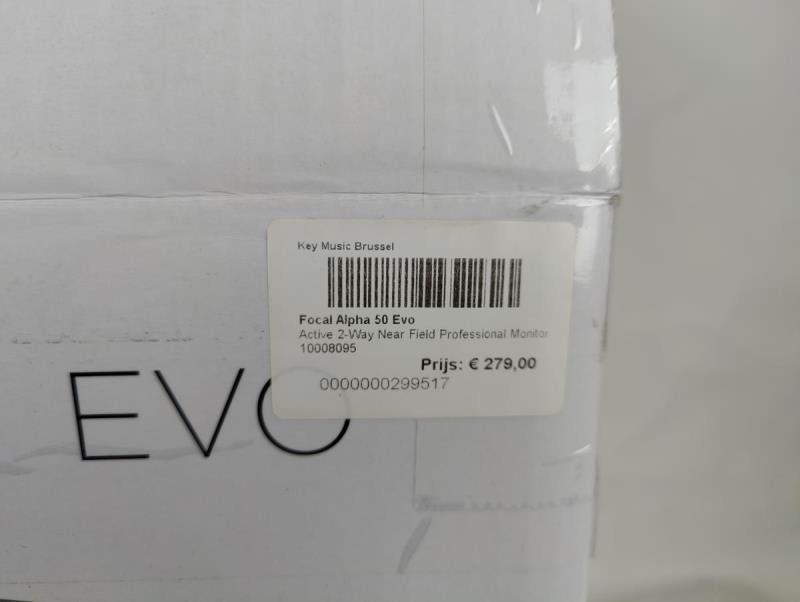 Key Music Brussel
Focal Alpha 50 Evo
Active 2-Way Near Field Professional Monitor
10008095
Prijs: € 279,00
0000000299517
EVO